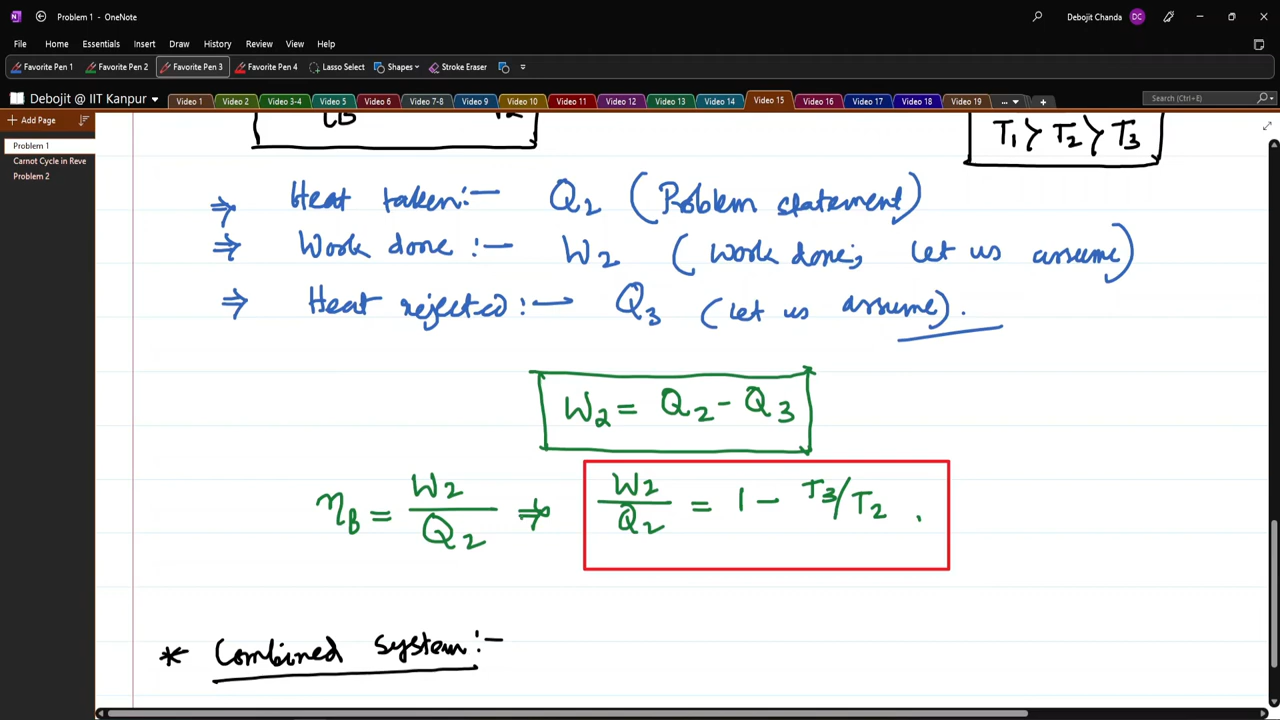 Problem 1 - OneNote
Debojit Chanda DC
File Home Essentials Insert Draw History Review View Help
Favorite Pen 1 Favorite Pen 2 Favorite Pen 3 Favorite Pen 4 Lasso Select Shapes Stroke Eraser
Debojit @ IIT Kanpur Video 1 Video 2 Video 3-4 Video 5 Video 6 Video 7-8 Video 9 Video 10 Video 11 Video 12 Video 13 Video 14 Video 15 Video 16 Video 17 Video 18 Video 19 ... + Search (Ctrl+E)
+ Add Page
Problem 1
Carnot Cycle in Reve
Problem 2
T₁ > T₂ > T₃
⇒ Heat taken:- Q₂ (Problem statement)
⇒ Work done :- W₂ (Work done; let us assume)
⇒ Heat rejected:- Q₃ (let us assume).
W₂ = Q₂ - Q₃
η_B = W₂/Q₂ ⇒ W₂/Q₂ = 1 - T₃/T₂ .
* Combined system:-